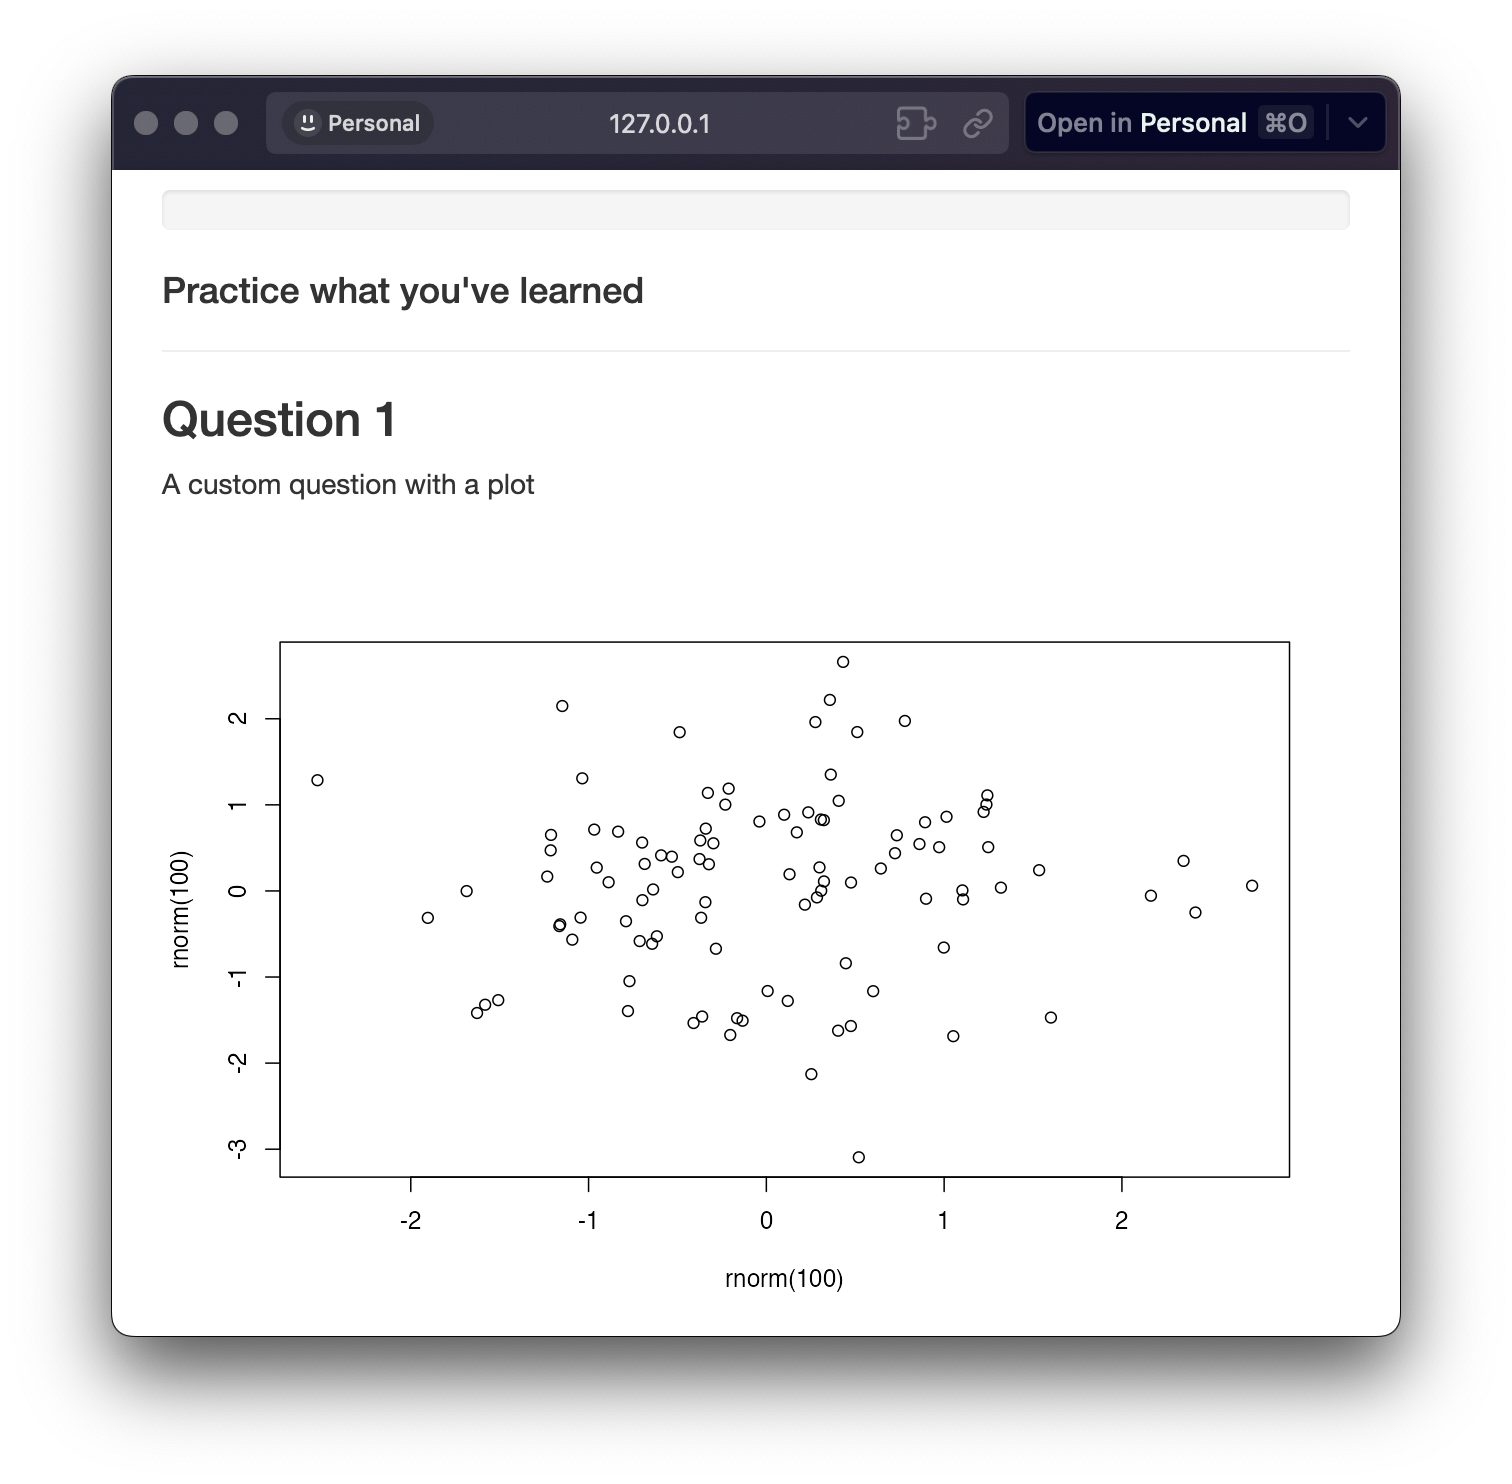 Personal
127.0.0.1
Open in Personal ⌘O
Practice what you've learned
Question 1
A custom question with a plot
2
1
0
-1
-2
-3
rnorm(100)
-2 -1 0 1 2
rnorm(100)